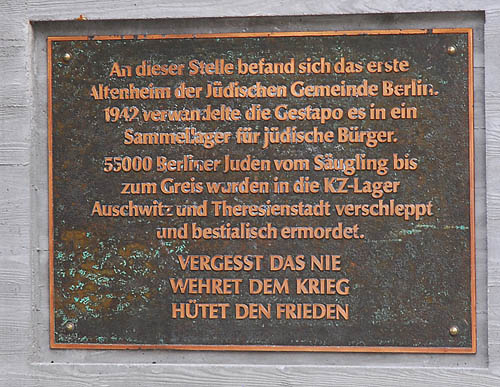 An dieser Stelle befand sich das erste
Altenheim der Jüdischen Gemeinde Berlin.
1942 verwandelte die Gestapo es in ein
Sammellager für jüdische Bürger.
55000 Berliner Juden vom Säugling bis
zum Greis wurden in die KZ-Lager
Auschwitz und Theresienstadt verschleppt
und bestialisch ermordet.
VERGESST DAS NIE
WEHRET DEM KRIEG
HÜTET DEN FRIEDEN